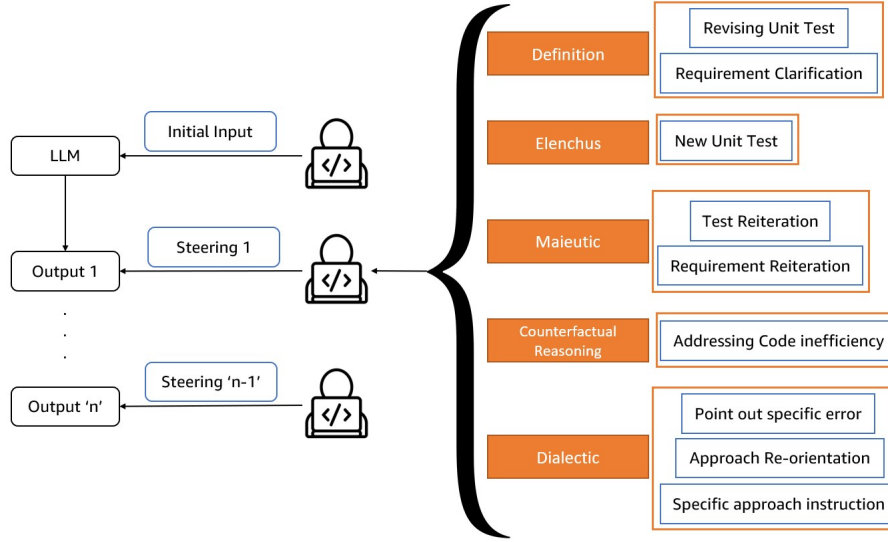 Initial Input
LLM
Steering 1
Output 1
.
.
.
Steering ‘n-1’
Output ‘n’
</>
</>
</>
Definition
Revising Unit Test
Requirement Clarification
Elenchus
New Unit Test
Maieutic
Test Reiteration
Requirement Reiteration
Counterfactual
Reasoning
Addressing Code inefficiency
Dialectic
Point out specific error
Approach Re-orientation
Specific approach instruction